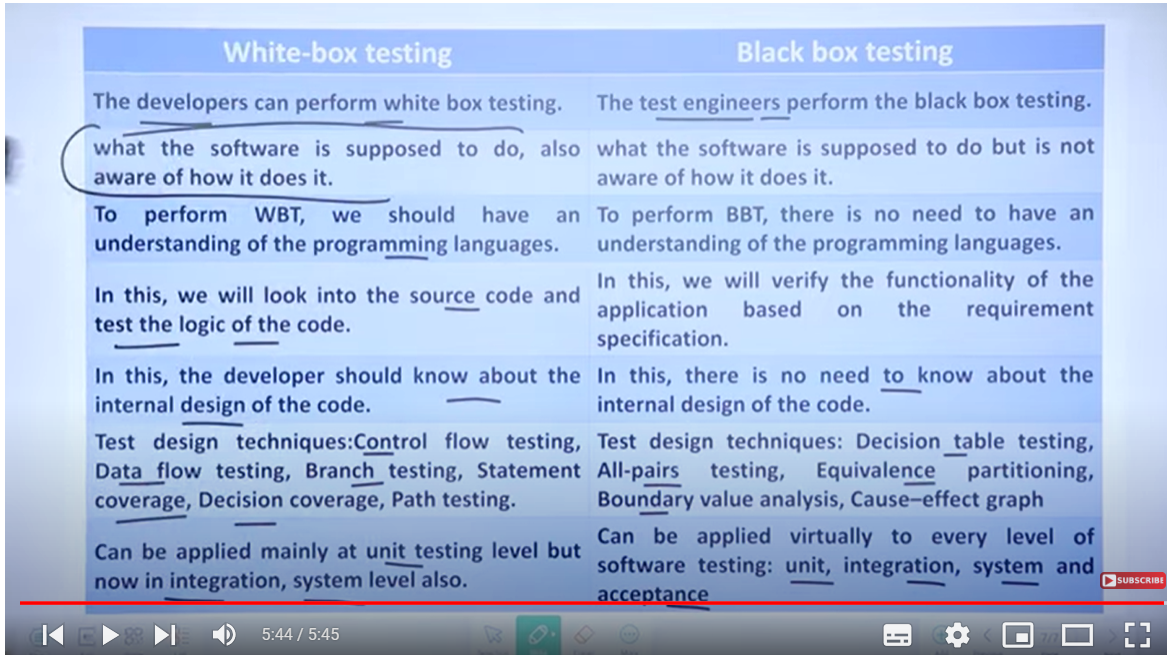 White-box testing
Black box testing
The developers can perform white box testing.
The test engineers perform the black box testing.
what the software is supposed to do, also
aware of how it does it.
what the software is supposed to do but is not
aware of how it does it.
To perform WBT, we should have an
understanding of the programming languages.
To perform BBT, there is no need to have an
understanding of the programming languages.
In this, we will look into the source code and
test the logic of the code.
In this, we will verify the functionality of the
application based on the requirement
specification.
In this, the developer should know about the
internal design of the code.
In this, there is no need to know about the
internal design of the code.
Test design techniques:Control flow testing,
Data flow testing, Branch testing, Statement
coverage, Decision coverage, Path testing.
Test design techniques: Decision table testing,
All-pairs testing, Equivalence partitioning,
Boundary value analysis, Cause–effect graph
Can be applied mainly at unit testing level but
now in integration, system level also.
Can be applied virtually to every level of
software testing: unit, integration, system and
acceptance
SUBSCRIBE
5:44 / 5:45